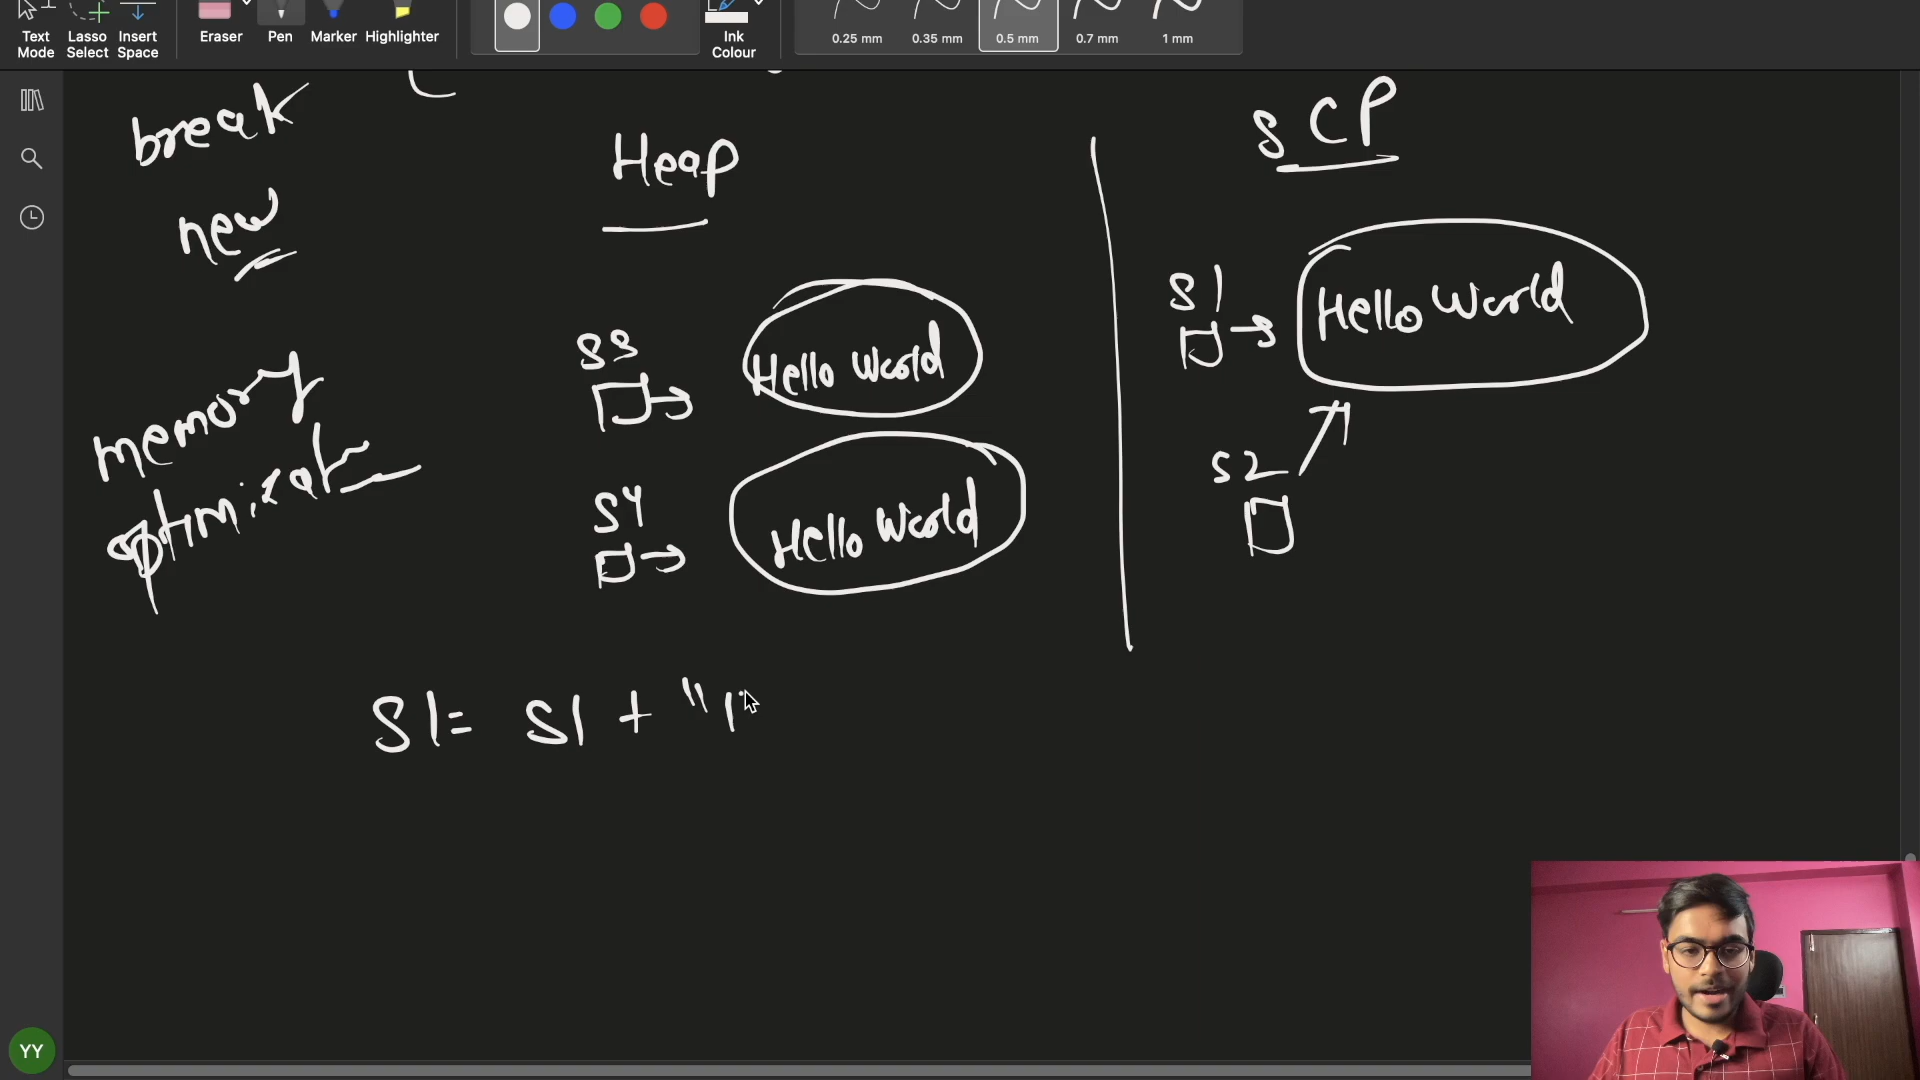 Text Mode
Lasso Select
Insert Space
Eraser
Pen
Marker
Highlighter
Ink Colour
0.25 mm
0.35 mm
0.5 mm
0.7 mm
1 mm
break
new
memory
Heap
S3
Hello World
S4
Hello World
SCP
S1
Hello World
S2
S1= S1 + "
YY